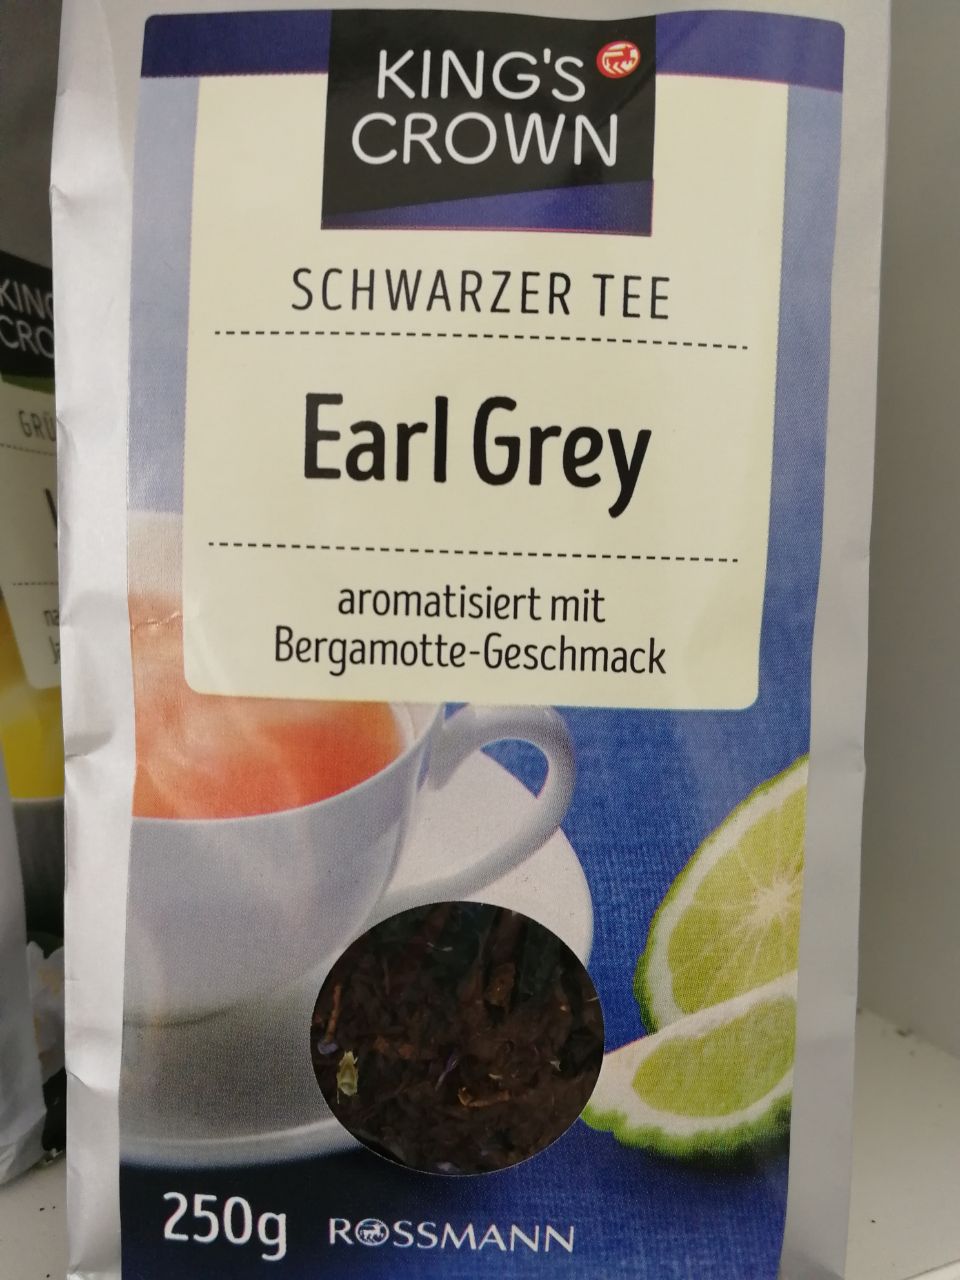 KING'S
CROWN
SCHWARZER TEE
Earl Grey
aromatisiert mit
Bergamotte-Geschmack
250g
ROSSMANN